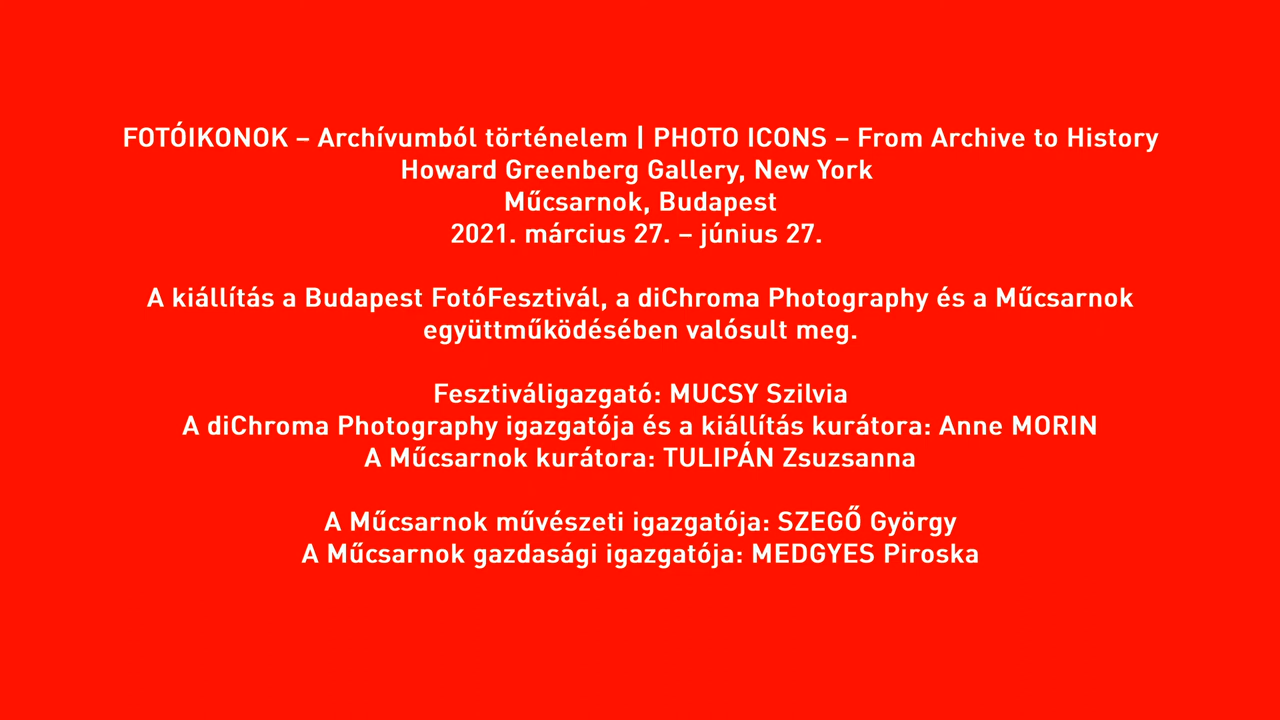 FOTÓIKONOK – Archívumból történelem | PHOTO ICONS – From Archive to History
Howard Greenberg Gallery, New York
Műcsarnok, Budapest
2021. március 27. – június 27.
A kiállítás a Budapest FotóFesztivál, a diChroma Photography és a Műcsarnok
együttműködésében valósult meg.
Fesztiváligazgató: MUCSY Szilvia
A diChroma Photography igazgatója és a kiállítás kurátora: Anne MORIN
A Műcsarnok kurátora: TULIPÁN Zsuzsanna
A Műcsarnok művészeti igazgatója: SZEGŐ György
A Műcsarnok gazdasági igazgatója: MEDGYES Piroska